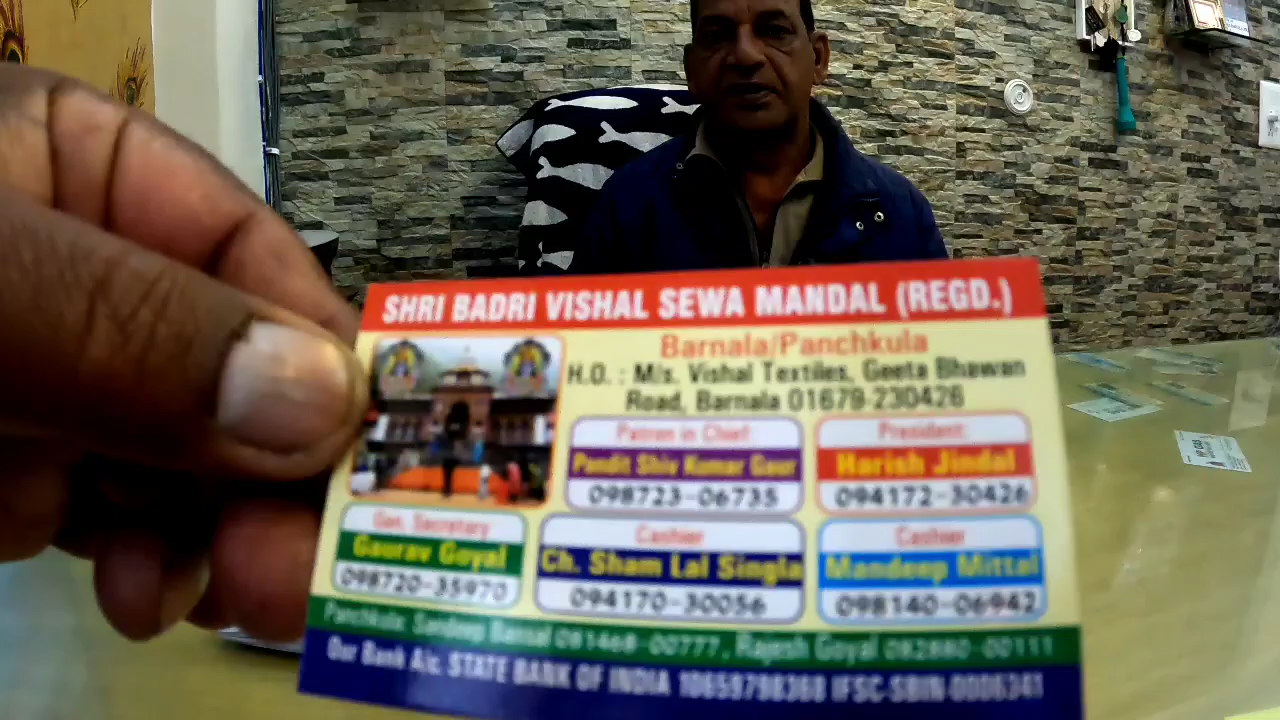 SHRI BADRI VISHAL SEWA MANDAL (REGD.)
Barnala/Panchkula
H.O. : M/s. Vishal Textiles, Geeta Bhawan
Road, Barnala 01679-230426
Patron in Chief
Pandit Shiv Kumar Gaur
098723-06735
President:
Harish Jindal
094172-30426
Gen. Secretary
Gaurav Goyal
098720-35970
Cashier
Ch. Sham Lal Singla
094170-30056
Cashier
Mandeep Mittal
098140-06942
Panchkula: Sandeep Bansal 091468-00777, Rajesh Goyal 092880-00111
Our Bank A/c. STATE BANK OF INDIA 10659798368 IFSC-SBIN-0006341